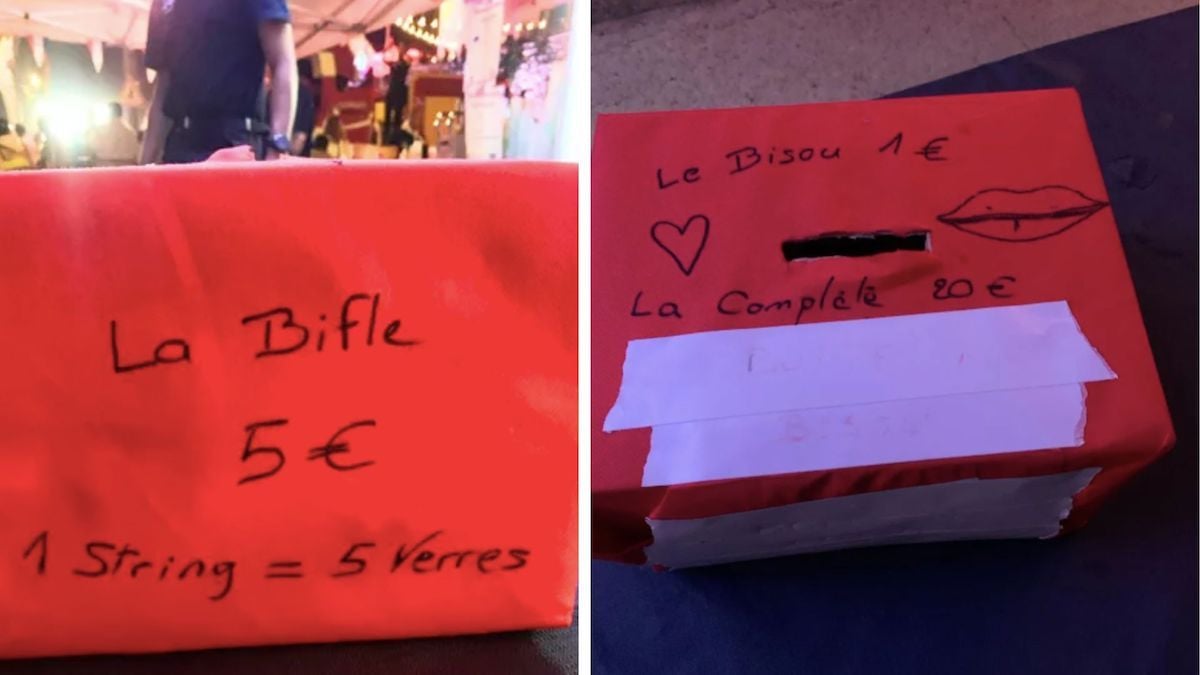 La Bifle
5 €
1 String = 5 Verres
Le Bisou 1 €
La Complète 20 €